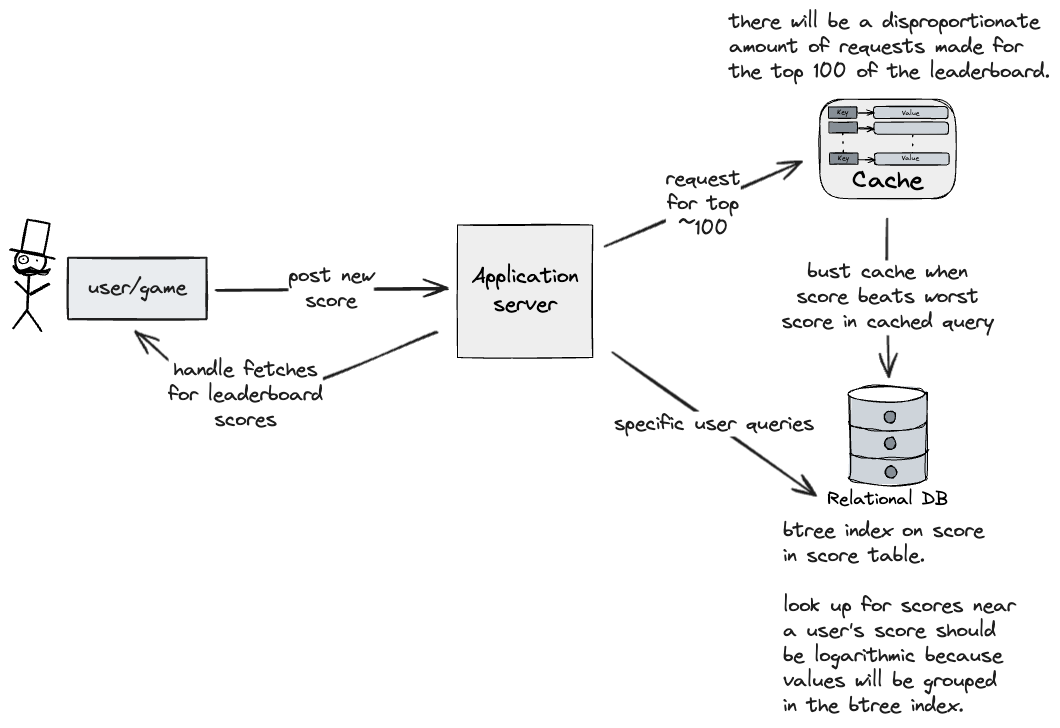 there will be a disproportionate
amount of requests made for
the top 100 of the leaderboard.
Key
Value
Key
Value
Cache
request
for top
~100
user/game
post new
score
Application
server
bust cache when
score beats worst
score in cached query
handle fetches
for leaderboard
scores
specific user queries
Relational DB
btree index on score
in score table.
look up for scores near
a user's score should
be logarithmic because
values will be grouped
in the btree index.